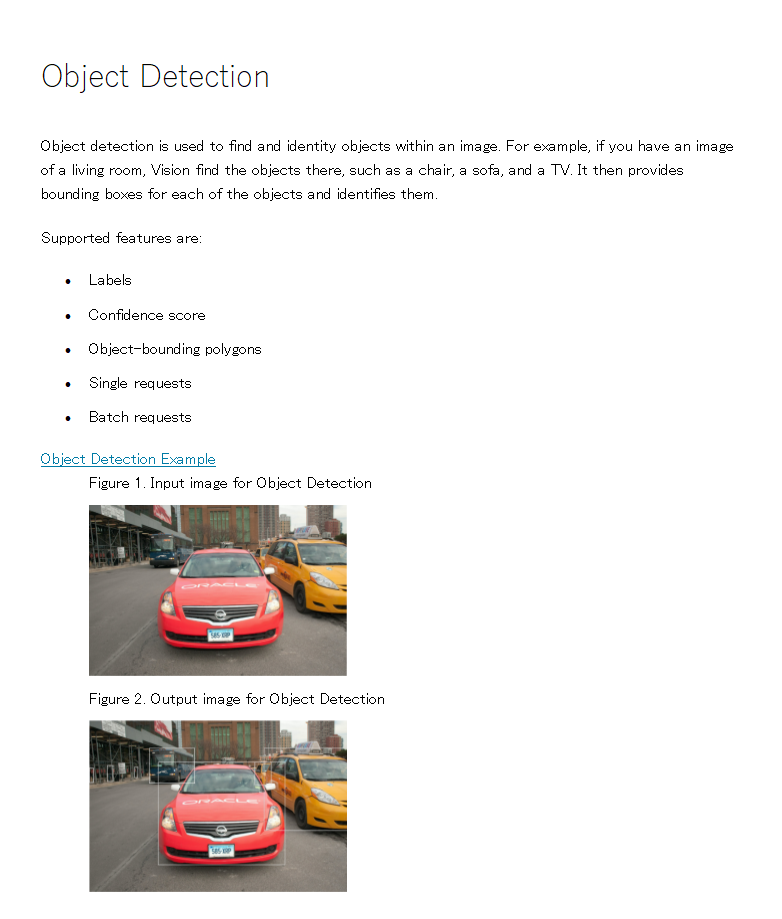 Object Detection
Object detection is used to find and identity objects within an image. For example, if you have an image
of a living room, Vision find the objects there, such as a chair, a sofa, and a TV. It then provides
bounding boxes for each of the objects and identifies them.
Supported features are:
• Labels
• Confidence score
• Object-bounding polygons
• Single requests
• Batch requests
Object Detection Example
Figure 1. Input image for Object Detection
ORACLE
Figure 2. Output image for Object Detection
ORACLE